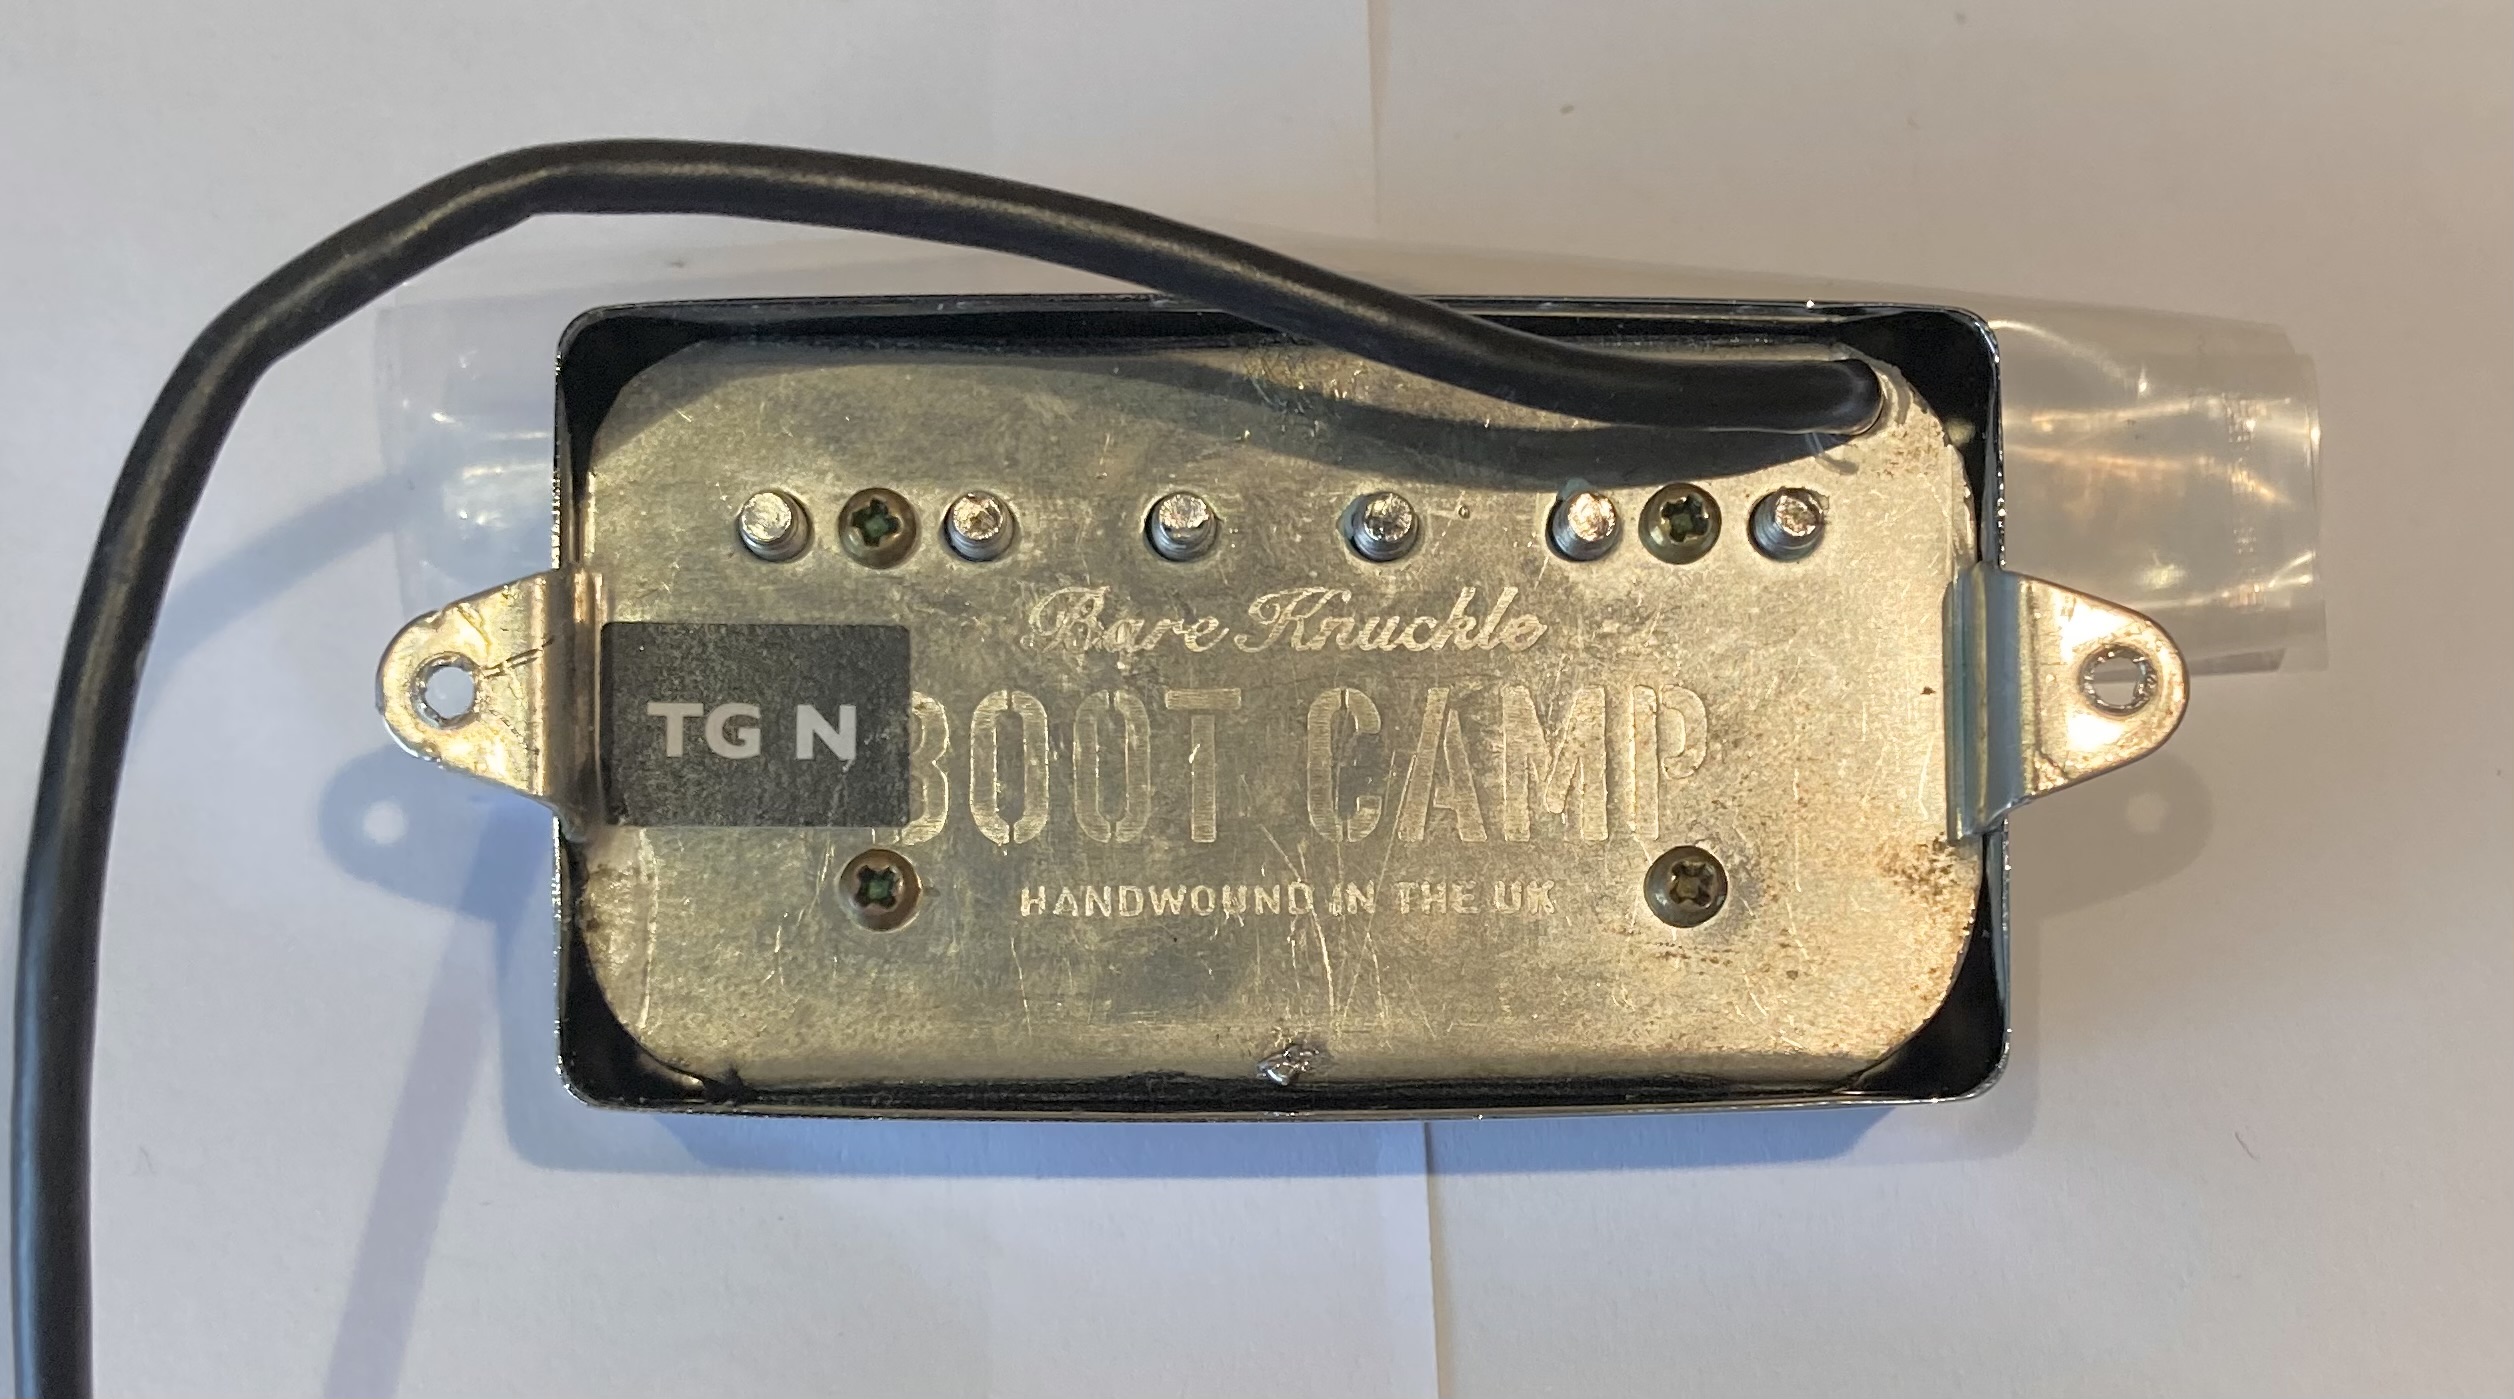 Bare Knuckle
TG N
BOOT CAMP
HANDWOUND IN THE UK